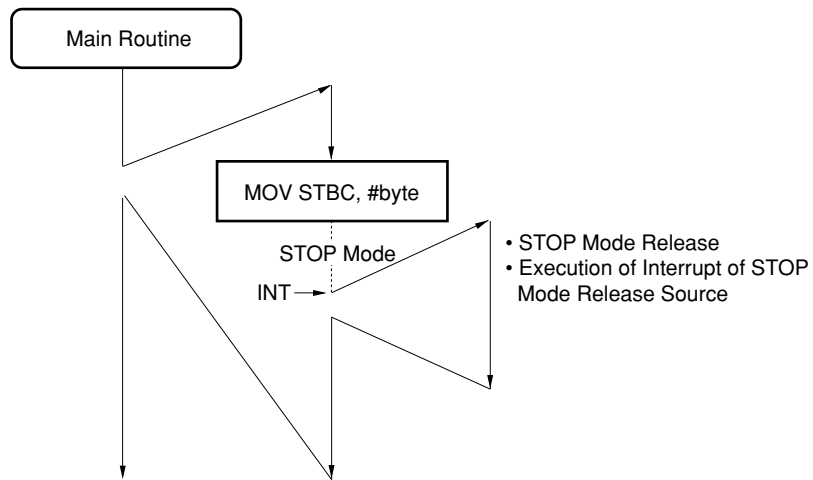 Main Routine
MOV STBC, #byte
STOP Mode
INT
• STOP Mode Release
• Execution of Interrupt of STOP
Mode Release Source